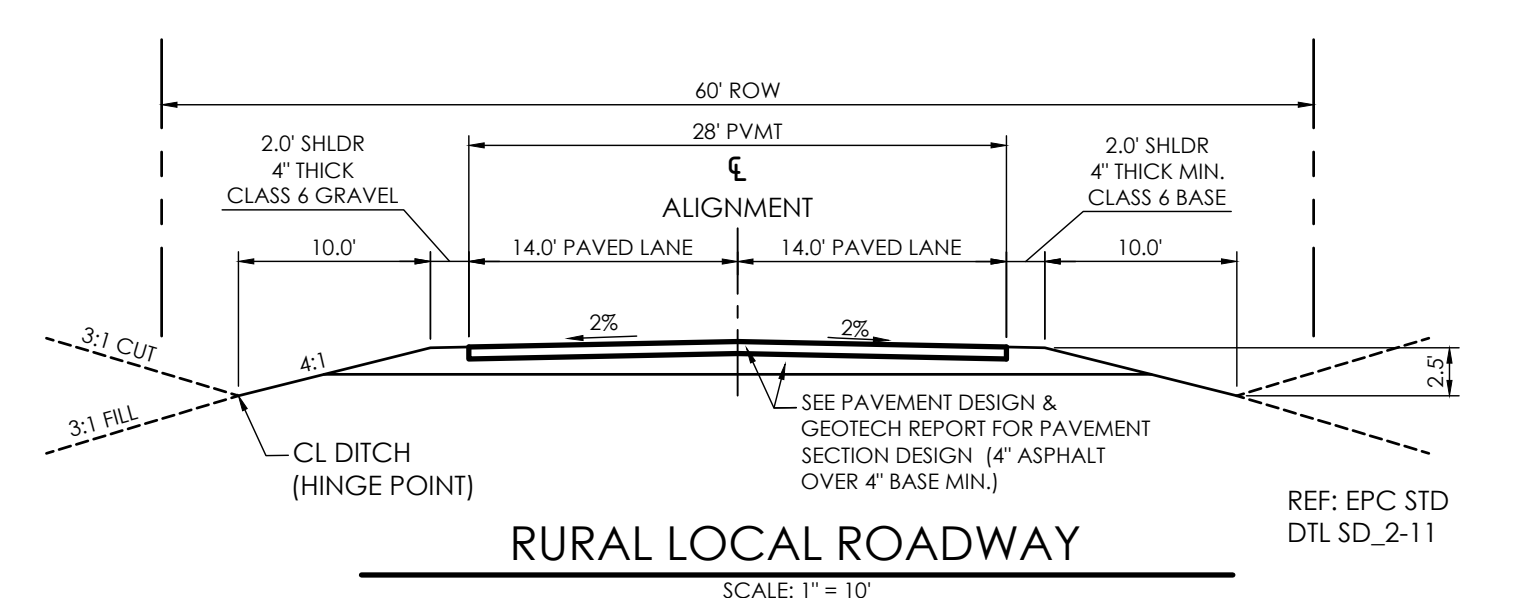 60' ROW
28' PVMT
2.0' SHLDR
4" THICK
CLASS 6 GRAVEL
℄
ALIGNMENT
2.0' SHLDR
4" THICK MIN.
CLASS 6 BASE
10.0'
14.0' PAVED LANE
14.0' PAVED LANE
10.0'
2%
2%
3:1 CUT
4:1
3:1 FILL
2.5'
CL DITCH
(HINGE POINT)
SEE PAVEMENT DESIGN &
GEOTECH REPORT FOR PAVEMENT
SECTION DESIGN (4" ASPHALT
OVER 4" BASE MIN.)
REF: EPC STD
DTL SD_2-11
RURAL LOCAL ROADWAY
SCALE: 1" = 10'